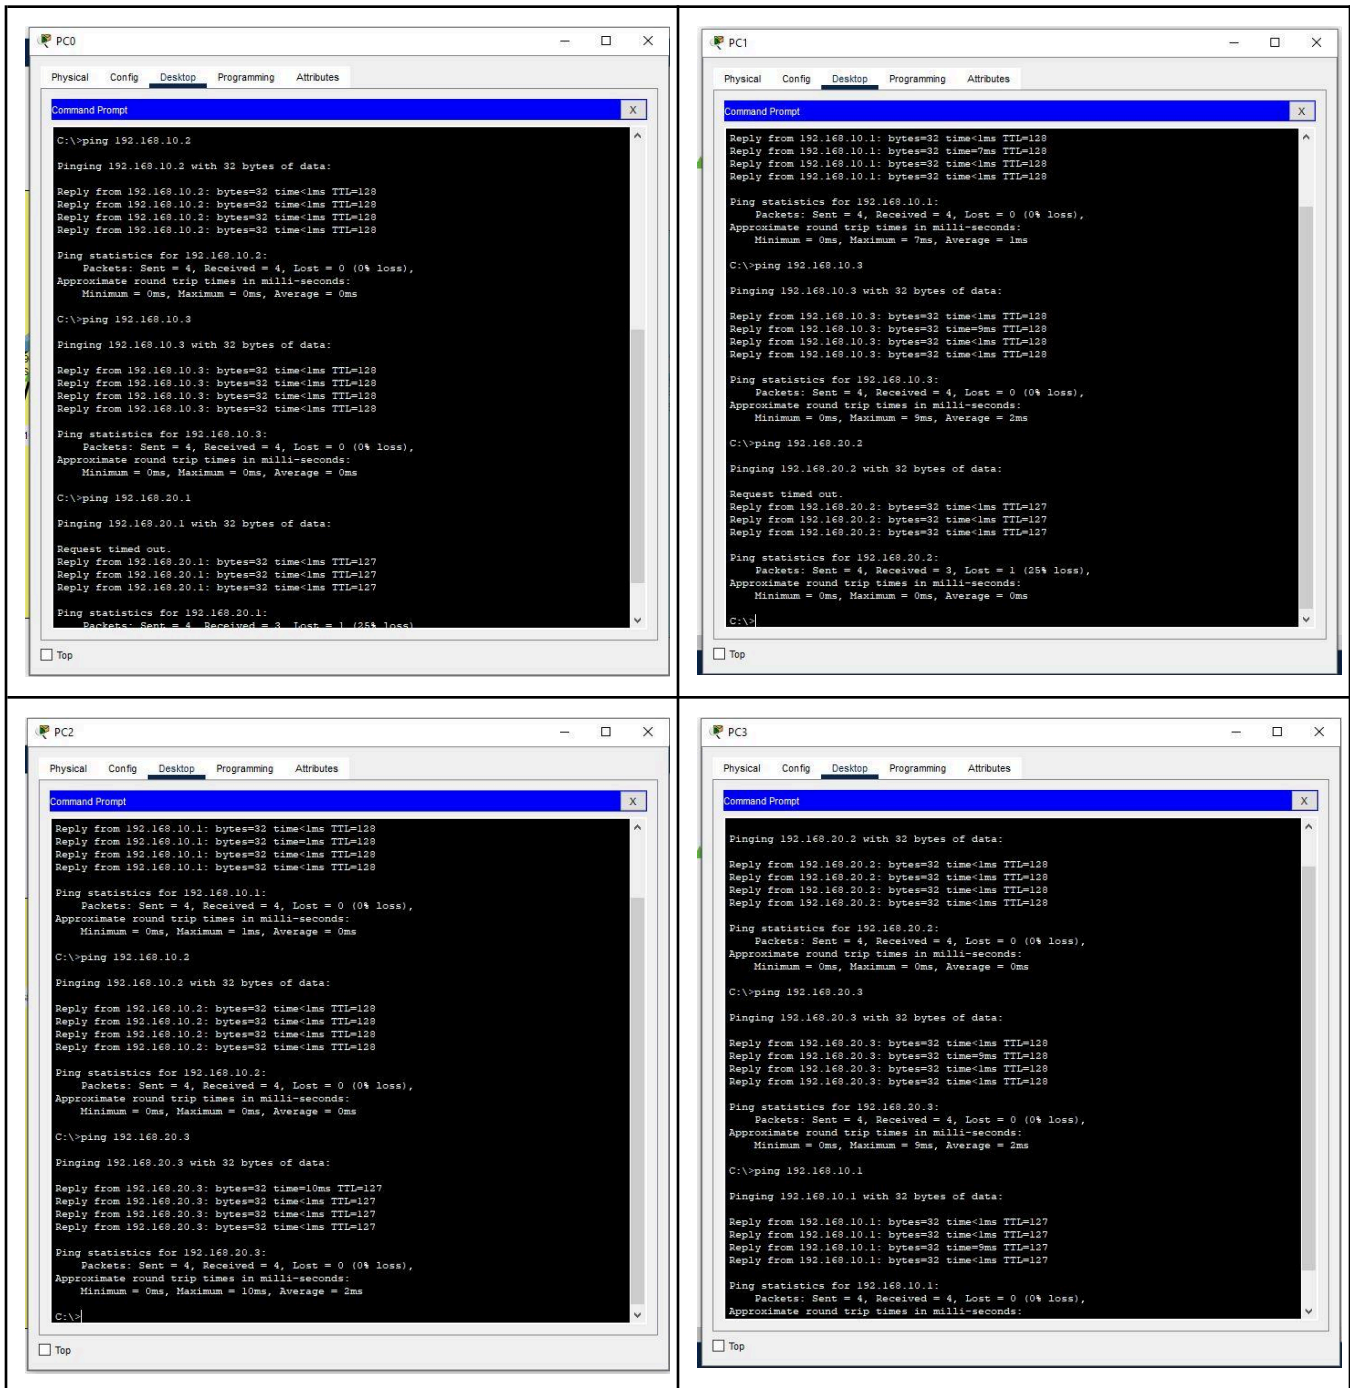 PC0
Physical Config Desktop Programming Attributes
Command Prompt X
C:\>ping 192.168.10.2
Pinging 192.168.10.2 with 32 bytes of data:
Reply from 192.168.10.2: bytes=32 time<1ms TTL=128
Reply from 192.168.10.2: bytes=32 time<1ms TTL=128
Reply from 192.168.10.2: bytes=32 time<1ms TTL=128
Reply from 192.168.10.2: bytes=32 time<1ms TTL=128
Ping statistics for 192.168.10.2:
Packets: Sent = 4, Received = 4, Lost = 0 (0% loss),
Approximate round trip times in milli-seconds:
Minimum = 0ms, Maximum = 0ms, Average = 0ms
C:\>ping 192.168.10.3
Pinging 192.168.10.3 with 32 bytes of data:
Reply from 192.168.10.3: bytes=32 time<1ms TTL=128
Reply from 192.168.10.3: bytes=32 time<1ms TTL=128
Reply from 192.168.10.3: bytes=32 time<1ms TTL=128
Reply from 192.168.10.3: bytes=32 time<1ms TTL=128
Ping statistics for 192.168.10.3:
Packets: Sent = 4, Received = 4, Lost = 0 (0% loss),
Approximate round trip times in milli-seconds:
Minimum = 0ms, Maximum = 0ms, Average = 0ms
C:\>ping 192.168.20.1
Pinging 192.168.20.1 with 32 bytes of data:
Request timed out.
Reply from 192.168.20.1: bytes=32 time<1ms TTL=127
Reply from 192.168.20.1: bytes=32 time<1ms TTL=127
Reply from 192.168.20.1: bytes=32 time<1ms TTL=127
Ping statistics for 192.168.20.1:
Packets: Sent = 4, Received = 3, Lost = 1 (25% loss)
Top
PC1
Physical Config Desktop Programming Attributes
Command Prompt X
Reply from 192.168.10.1: bytes=32 time<1ms TTL=128
Reply from 192.168.10.1: bytes=32 time=7ms TTL=128
Reply from 192.168.10.1: bytes=32 time<1ms TTL=128
Reply from 192.168.10.1: bytes=32 time<1ms TTL=128
Ping statistics for 192.168.10.1:
Packets: Sent = 4, Received = 4, Lost = 0 (0% loss),
Approximate round trip times in milli-seconds:
Minimum = 0ms, Maximum = 7ms, Average = 1ms
C:\>ping 192.168.10.3
Pinging 192.168.10.3 with 32 bytes of data:
Reply from 192.168.10.3: bytes=32 time<1ms TTL=128
Reply from 192.168.10.3: bytes=32 time=9ms TTL=128
Reply from 192.168.10.3: bytes=32 time<1ms TTL=128
Reply from 192.168.10.3: bytes=32 time<1ms TTL=128
Ping statistics for 192.168.10.3:
Packets: Sent = 4, Received = 4, Lost = 0 (0% loss),
Approximate round trip times in milli-seconds:
Minimum = 0ms, Maximum = 9ms, Average = 2ms
C:\>ping 192.168.20.2
Pinging 192.168.20.2 with 32 bytes of data:
Request timed out.
Reply from 192.168.20.2: bytes=32 time<1ms TTL=127
Reply from 192.168.20.2: bytes=32 time<1ms TTL=127
Reply from 192.168.20.2: bytes=32 time<1ms TTL=127
Ping statistics for 192.168.20.2:
Packets: Sent = 4, Received = 3, Lost = 1 (25% loss),
Approximate round trip times in milli-seconds:
Minimum = 0ms, Maximum = 0ms, Average = 0ms
C:\>
Top
PC2
Physical Config Desktop Programming Attributes
Command Prompt X
Reply from 192.168.10.1: bytes=32 time<1ms TTL=128
Reply from 192.168.10.1: bytes=32 time=1ms TTL=128
Reply from 192.168.10.1: bytes=32 time<1ms TTL=128
Reply from 192.168.10.1: bytes=32 time<1ms TTL=128
Ping statistics for 192.168.10.1:
Packets: Sent = 4, Received = 4, Lost = 0 (0% loss),
Approximate round trip times in milli-seconds:
Minimum = 0ms, Maximum = 1ms, Average = 0ms
C:\>ping 192.168.10.2
Pinging 192.168.10.2 with 32 bytes of data:
Reply from 192.168.10.2: bytes=32 time<1ms TTL=128
Reply from 192.168.10.2: bytes=32 time<1ms TTL=128
Reply from 192.168.10.2: bytes=32 time<1ms TTL=128
Reply from 192.168.10.2: bytes=32 time<1ms TTL=128
Ping statistics for 192.168.10.2:
Packets: Sent = 4, Received = 4, Lost = 0 (0% loss),
Approximate round trip times in milli-seconds:
Minimum = 0ms, Maximum = 0ms, Average = 0ms
C:\>ping 192.168.20.3
Pinging 192.168.20.3 with 32 bytes of data:
Reply from 192.168.20.3: bytes=32 time=10ms TTL=127
Reply from 192.168.20.3: bytes=32 time<1ms TTL=127
Reply from 192.168.20.3: bytes=32 time<1ms TTL=127
Reply from 192.168.20.3: bytes=32 time<1ms TTL=127
Ping statistics for 192.168.20.3:
Packets: Sent = 4, Received = 4, Lost = 0 (0% loss),
Approximate round trip times in milli-seconds:
Minimum = 0ms, Maximum = 10ms, Average = 2ms
C:\>
Top
PC3
Physical Config Desktop Programming Attributes
Command Prompt X
Pinging 192.168.20.2 with 32 bytes of data:
Reply from 192.168.20.2: bytes=32 time<1ms TTL=128
Reply from 192.168.20.2: bytes=32 time<1ms TTL=128
Reply from 192.168.20.2: bytes=32 time<1ms TTL=128
Reply from 192.168.20.2: bytes=32 time<1ms TTL=128
Ping statistics for 192.168.20.2:
Packets: Sent = 4, Received = 4, Lost = 0 (0% loss),
Approximate round trip times in milli-seconds:
Minimum = 0ms, Maximum = 0ms, Average = 0ms
C:\>ping 192.168.20.3
Pinging 192.168.20.3 with 32 bytes of data:
Reply from 192.168.20.3: bytes=32 time<1ms TTL=128
Reply from 192.168.20.3: bytes=32 time=9ms TTL=128
Reply from 192.168.20.3: bytes=32 time<1ms TTL=128
Reply from 192.168.20.3: bytes=32 time<1ms TTL=128
Ping statistics for 192.168.20.3:
Packets: Sent = 4, Received = 4, Lost = 0 (0% loss),
Approximate round trip times in milli-seconds:
Minimum = 0ms, Maximum = 9ms, Average = 2ms
C:\>ping 192.168.10.1
Pinging 192.168.10.1 with 32 bytes of data:
Reply from 192.168.10.1: bytes=32 time<1ms TTL=127
Reply from 192.168.10.1: bytes=32 time<1ms TTL=127
Reply from 192.168.10.1: bytes=32 time=9ms TTL=127
Reply from 192.168.10.1: bytes=32 time<1ms TTL=127
Ping statistics for 192.168.10.1:
Packets: Sent = 4, Received = 4, Lost = 0 (0% loss),
Approximate round trip times in milli-seconds:
Top